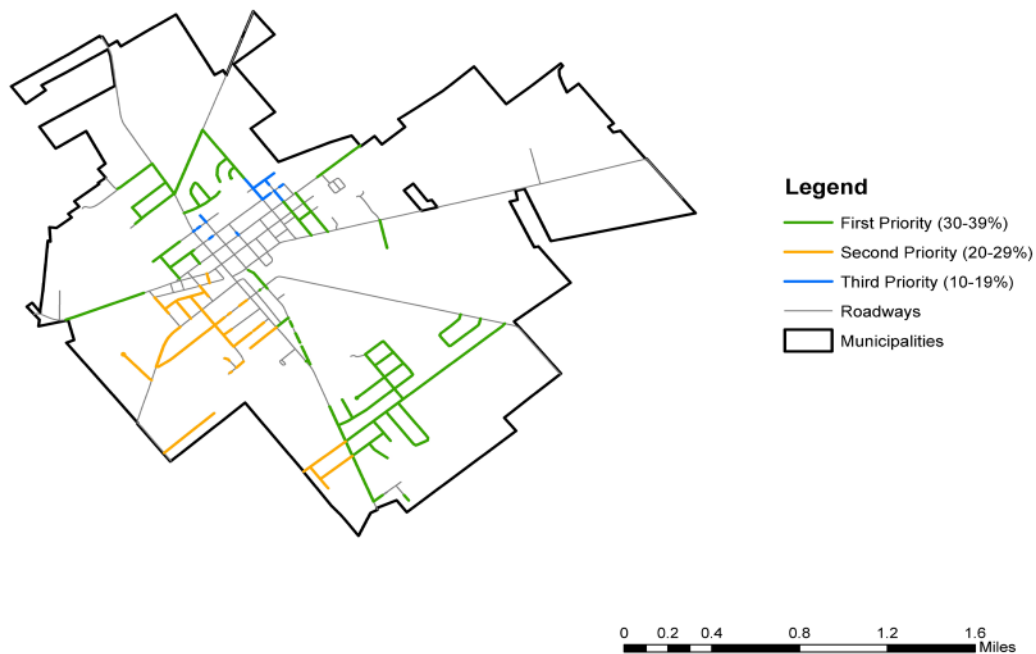 Legend
First Priority (30-39%)
Second Priority (20-29%)
Third Priority (10-19%)
Roadways
Municipalities
0 0.2 0.4 0.8 1.2 1.6
Miles